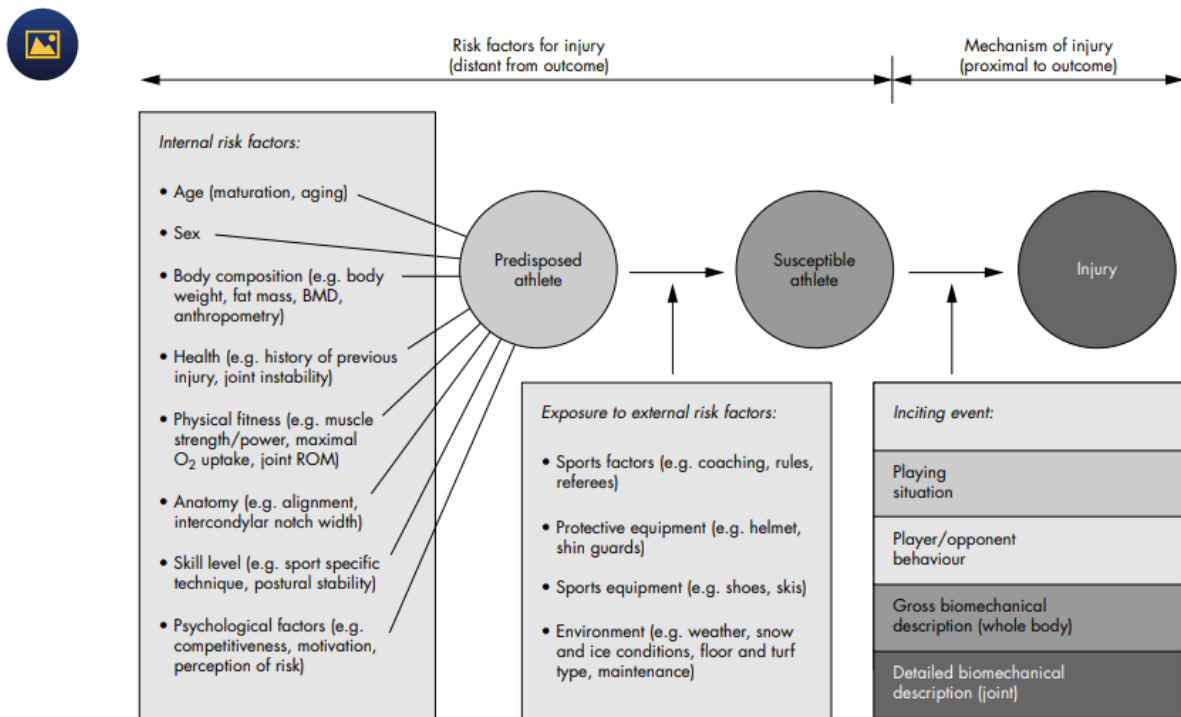 Risk factors for injury
(distant from outcome)
Mechanism of injury
(proximal to outcome)
Internal risk factors:
• Age (maturation, aging)
• Sex
• Body composition (e.g. body
weight, fat mass, BMD,
anthropometry)
• Health (e.g. history of previous
injury, joint instability)
• Physical fitness (e.g. muscle
strength/power, maximal
O₂ uptake, joint ROM)
• Anatomy (e.g. alignment,
intercondylar notch width)
• Skill level (e.g. sport specific
technique, postural stability)
• Psychological factors (e.g.
competitiveness, motivation,
perception of risk)
Predisposed
athlete
Susceptible
athlete
Injury
Exposure to external risk factors:
• Sports factors (e.g. coaching, rules,
referees)
• Protective equipment (e.g. helmet,
shin guards)
• Sports equipment (e.g. shoes, skis)
• Environment (e.g. weather, snow
and ice conditions, floor and turf
type, maintenance)
Inciting event:
Playing
situation
Player/opponent
behaviour
Gross biomechanical
description (whole body)
Detailed biomechanical
description (joint)